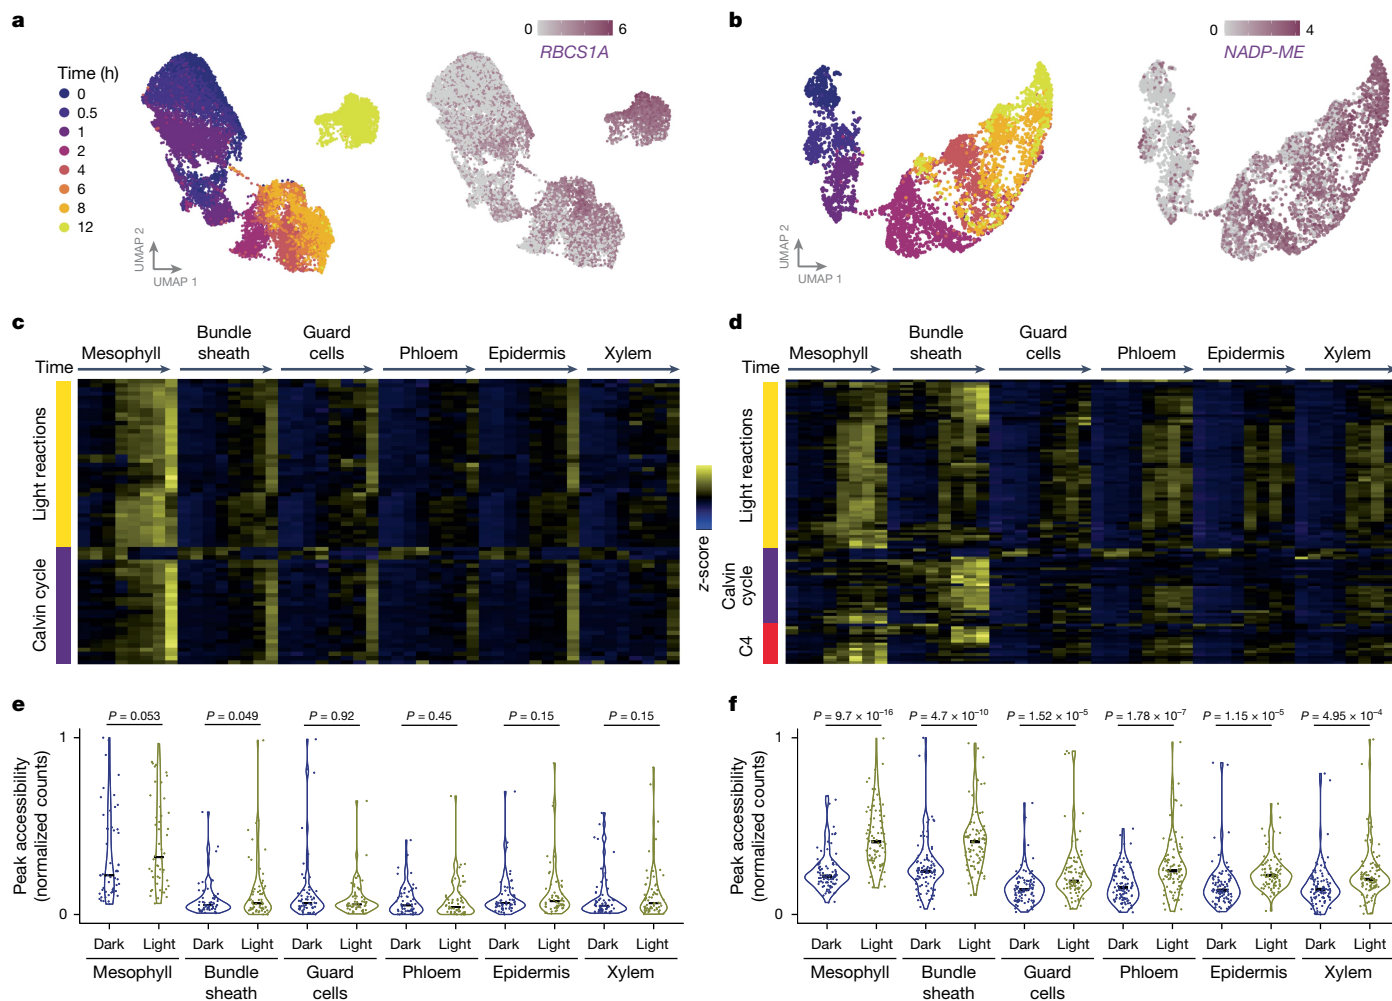 a
0 6
RBCS1A
Time (h)
0
0.5
1
2
4
6
8
12
UMAP 2
UMAP 1
b
0 4
NADP-ME
UMAP 2
UMAP 1
c
Time
Mesophyll
Bundle
sheath
Guard
cells
Phloem
Epidermis
Xylem
Light reactions
Calvin cycle
z-score
d
Time
Mesophyll
Bundle
sheath
Guard
cells
Phloem
Epidermis
Xylem
Light reactions
Calvin
cycle
C4
e
P = 0.053
P = 0.049
P = 0.92
P = 0.45
P = 0.15
P = 0.15
Peak accessibility
(normalized counts)
1
0
Dark Light Dark Light Dark Light Dark Light Dark Light Dark Light
Mesophyll
Bundle
sheath
Guard
cells
Phloem
Epidermis
Xylem
f
P = 9.7 × 10⁻¹⁶
P = 4.7 × 10⁻¹⁰
P = 1.52 × 10⁻⁵
P = 1.78 × 10⁻⁷
P = 1.15 × 10⁻⁵
P = 4.95 × 10⁻⁴
Peak accessibility
(normalized counts)
1
0
Dark Light Dark Light Dark Light Dark Light Dark Light Dark Light
Mesophyll
Bundle
sheath
Guard
cells
Phloem
Epidermis
Xylem